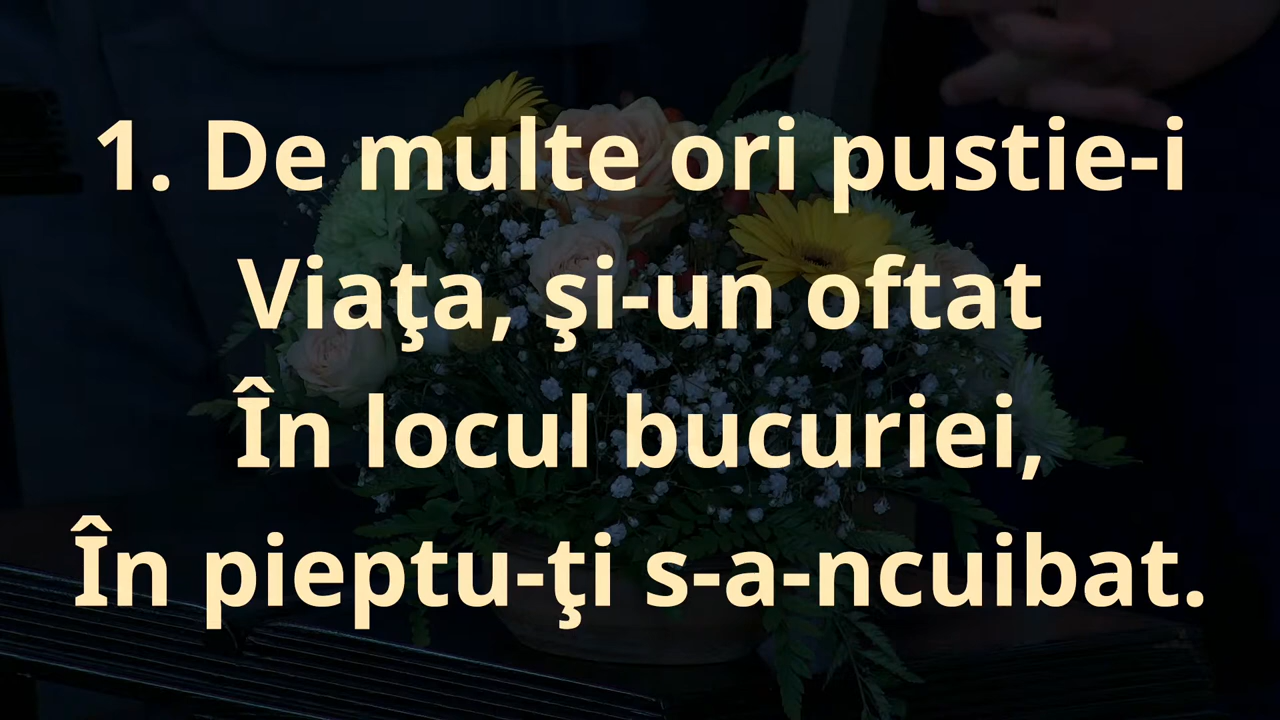 1. De multe ori pustie-i
Viaţa, şi-un oftat
În locul bucuriei,
În pieptu-ţi s-a-ncuibat.